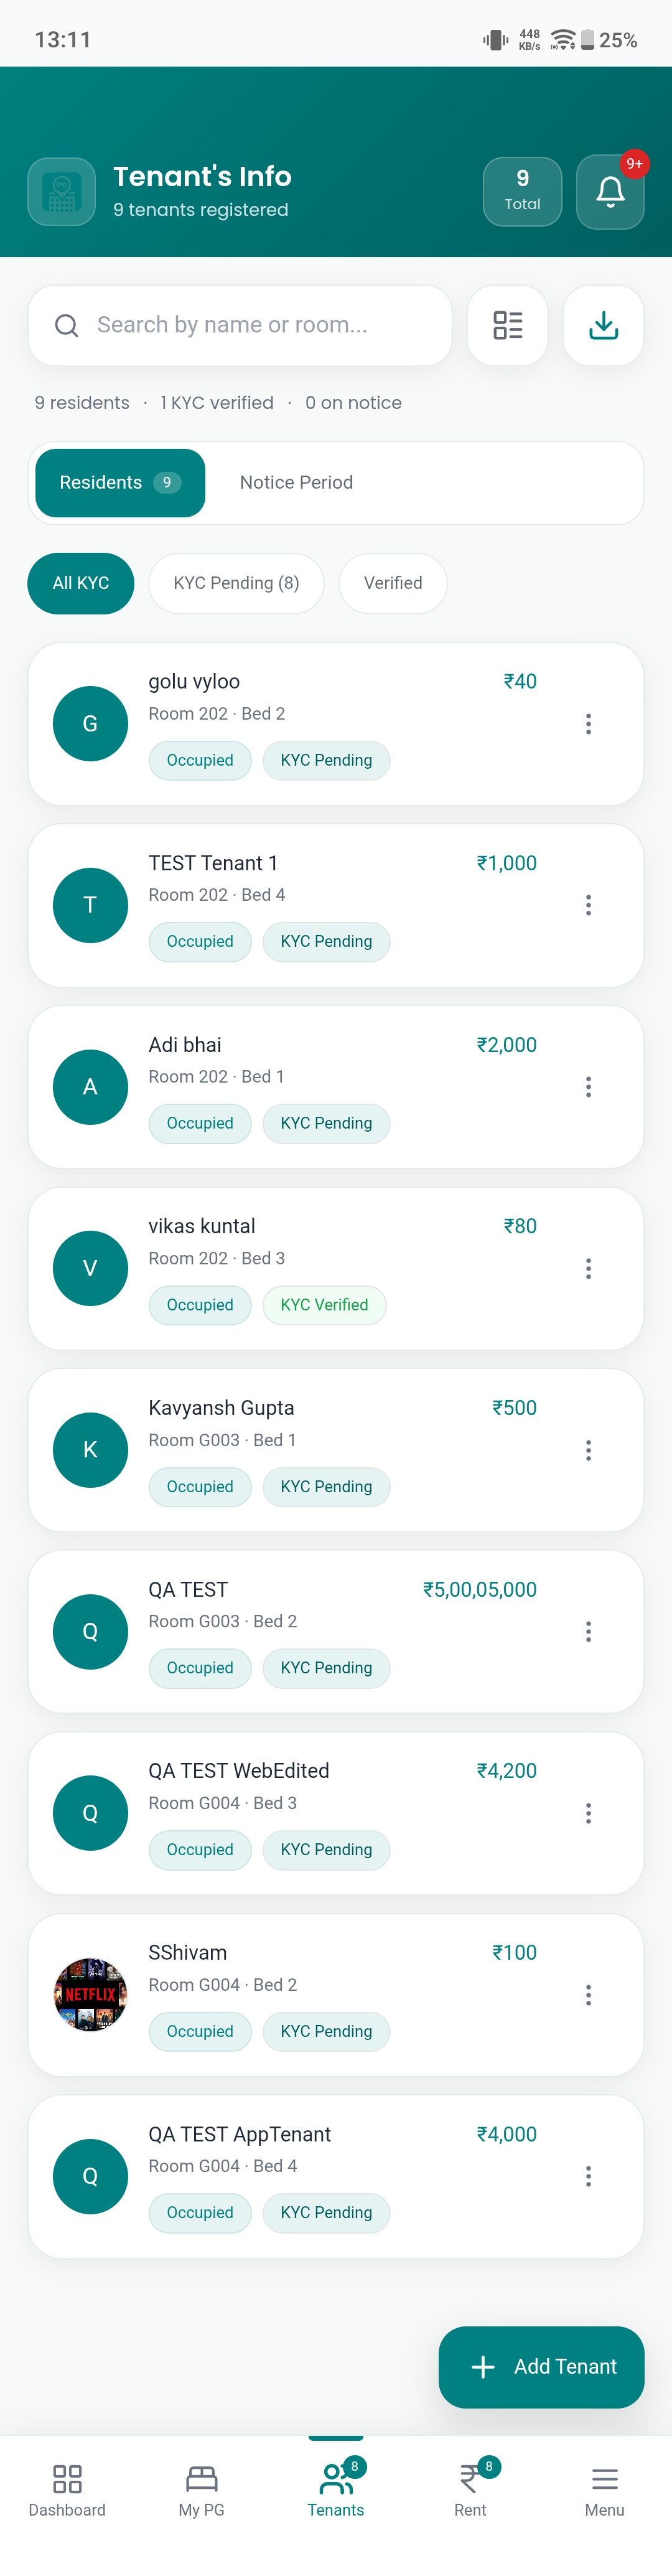 13:11
448
KB/s
25%
PG
Tenant's Info
9 tenants registered
9
Total
9+
Search by name or room...
9 residents · 1 KYC verified · 0 on notice
Residents 9
Notice Period
All KYC
KYC Pending (8)
Verified
G
golu vyloo
₹40
Room 202 · Bed 2
Occupied
KYC Pending
T
TEST Tenant 1
₹1,000
Room 202 · Bed 4
Occupied
KYC Pending
A
Adi bhai
₹2,000
Room 202 · Bed 1
Occupied
KYC Pending
V
vikas kuntal
₹80
Room 202 · Bed 3
Occupied
KYC Verified
K
Kavyansh Gupta
₹500
Room G003 · Bed 1
Occupied
KYC Pending
Q
QA TEST
₹5,00,05,000
Room G003 · Bed 2
Occupied
KYC Pending
Q
QA TEST WebEdited
₹4,200
Room G004 · Bed 3
Occupied
KYC Pending
NETFLIX
SShivam
₹100
Room G004 · Bed 2
Occupied
KYC Pending
Q
QA TEST AppTenant
₹4,000
Room G004 · Bed 4
Occupied
KYC Pending
Add Tenant
8
8
Dashboard
My PG
Tenants
Rent
Menu